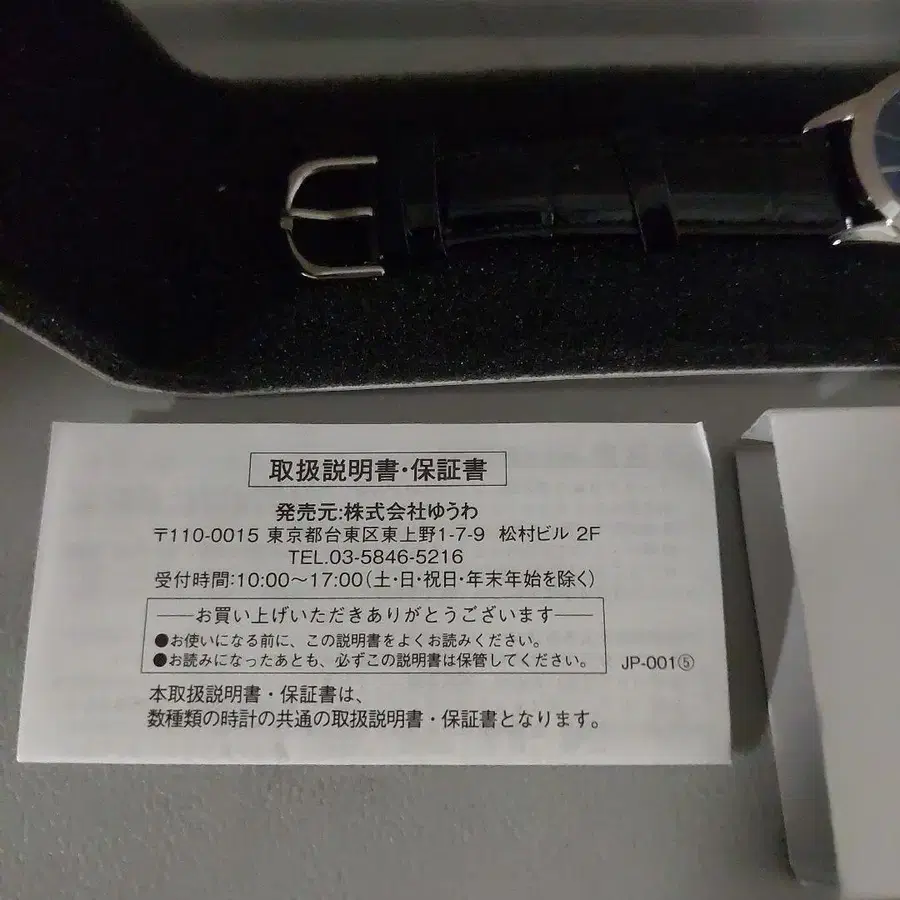 取扱説明書・保証書
発売元:株式会社ゆうわ
〒110-0015 東京都台東区東上野1-7-9 松村ビル 2F
TEL.03-5846-5216
受付時間:10:00〜17:00(土・日・祝日・年末年始を除く)
──お買い上げいただきありがとうございます──
●お使いになる前に、この説明書をよくお読みください。
●お読みになったあとも、必ずこの説明書は保管してください。
JP-001⑤
本取扱説明書・保証書は、
数種類の時計の共通の取扱説明書・保証書となります。